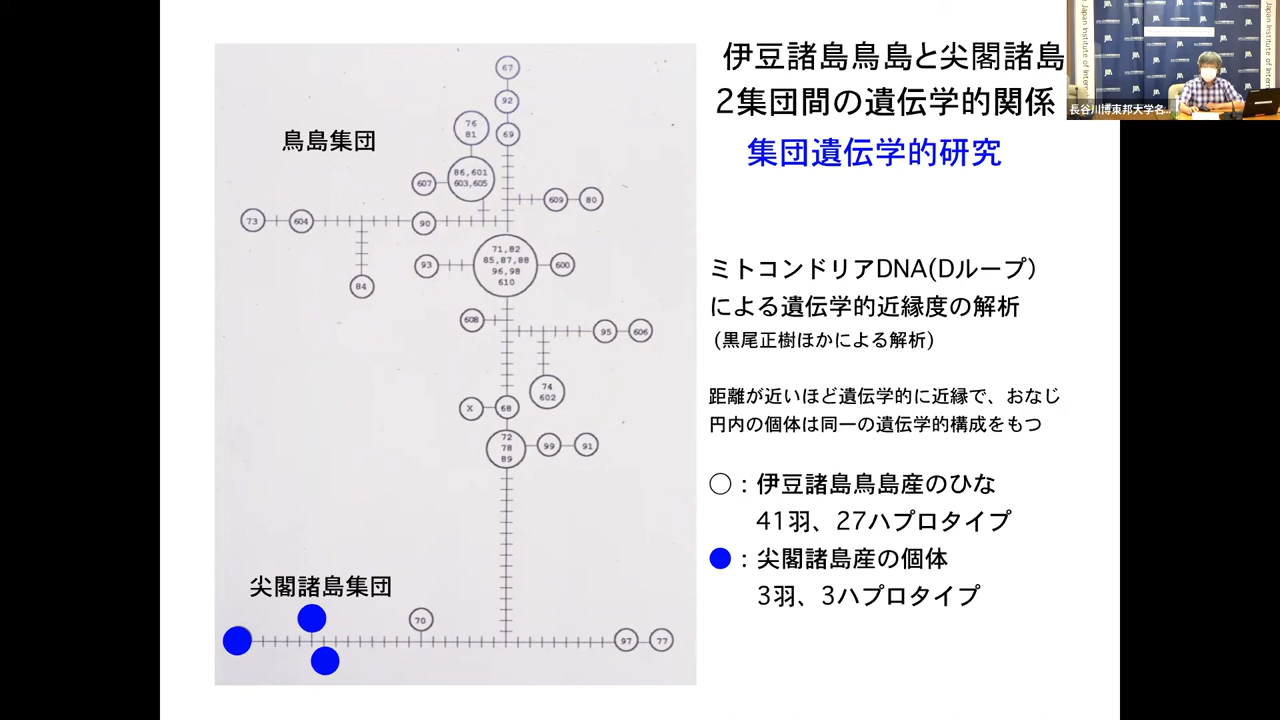 伊豆諸島鳥島と尖閣諸島
2集団間の遺伝学的関係
集団遺伝学的研究
長谷川博東邦大学名...
Japan Institute of
Japan Institute of Inter
鳥島集団
67
92
76
81
69
86,601
603,605
607
609
80
73
604
90
71,82
85,87,88
96,98
610
93
600
84
608
95
606
74
602
X
68
72
78
89
99
91
尖閣諸島集団
70
97
77
ミトコンドリアDNA(Dループ)
による遺伝学的近縁度の解析
(黒尾正樹ほかによる解析)
距離が近いほど遺伝学的に近縁で、おなじ
円内の個体は同一の遺伝学的構成をもつ
○:伊豆諸島鳥島産のひな
41羽、27ハプロタイプ
●:尖閣諸島産の個体
3羽、3ハプロタイプ